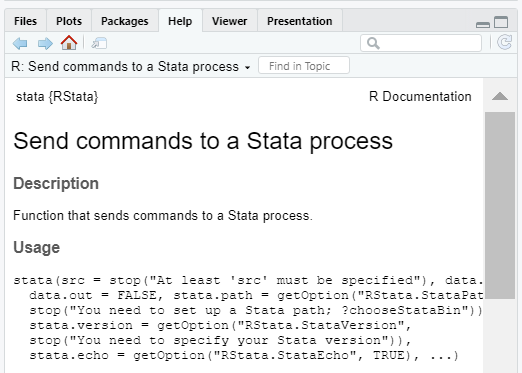 Files Plots Packages Help Viewer Presentation
R: Send commands to a Stata process Find in Topic
stata {RStata} R Documentation
Send commands to a Stata process
Description
Function that sends commands to a Stata process.
Usage
stata(src = stop("At least 'src' must be specified"), data.
data.out = FALSE, stata.path = getOption("RStata.StataPat
stop("You need to set up a Stata path; ?chooseStataBin"))
stata.version = getOption("RStata.StataVersion",
stop("You need to specify your Stata version")),
stata.echo = getOption("RStata.StataEcho", TRUE), ...)